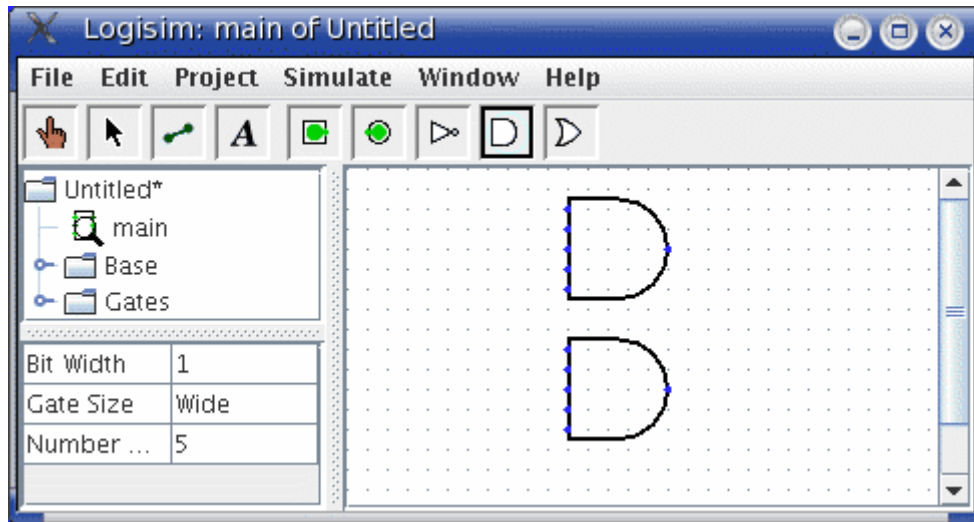 Logisim: main of Untitled
File Edit Project Simulate Window Help
A
Untitled*
main
Base
Gates
Bit Width 1
Gate Size Wide
Number ... 5